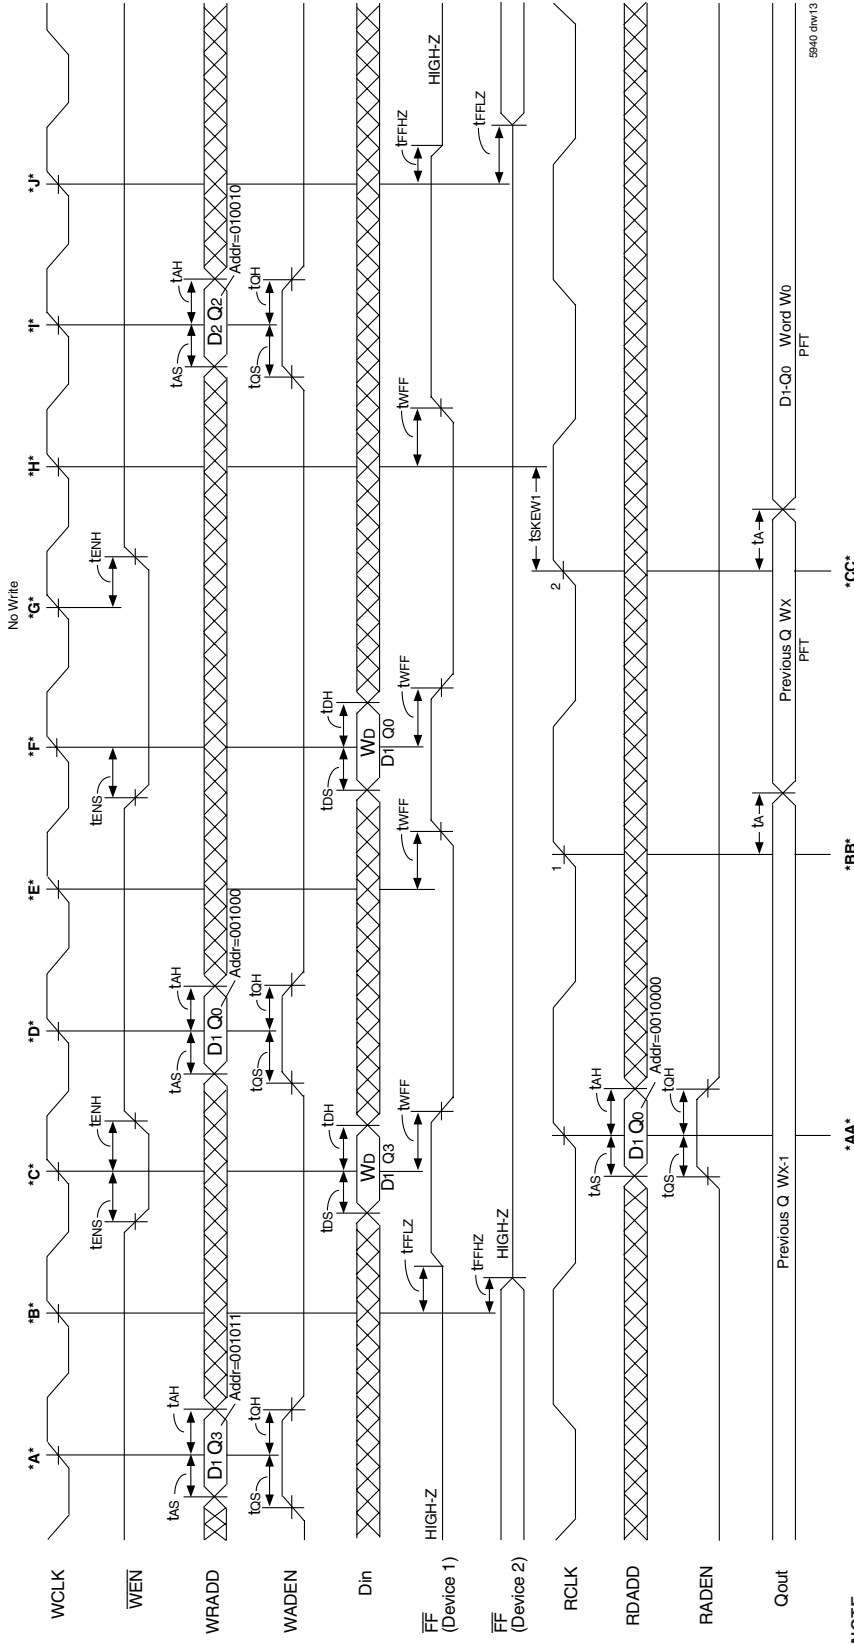 No Write
*A*
*B*
*C*
*D*
*E*
*F*
*G*
*H*
*I*
*J*
WCLK
WEN
tENS
tENH
tENS
tENH
WRADD
tAS
tAH
D1 Q3
Addr=001011
tAS
tAH
D1 Q0
Addr=001000
tAS
tAH
D2 Q2
Addr=010010
WADEN
tQS
tQH
tQS
tQH
tQS
tQH
Din
tDS
tDH
WD
D1 Q3
tDS
tDH
WD
D1 Q0
FF
(Device 1)
HIGH-Z
tFFLZ
tWFF
tWFF
tWFF
tWFF
tFFHZ
HIGH-Z
FF
(Device 2)
tFFHZ
HIGH-Z
tFFLZ
tSKEW1
RCLK
1
2
RDADD
tAS
tAH
D1 Q0
Addr=0010000
RADEN
tQS
tQH
Qout
Previous Q WX-1
tA
Previous Q WX
PFT
tA
D1-Q0 Word W0
PFT
*AA*
*BB*
*CC*
5940 drw13
NOTE